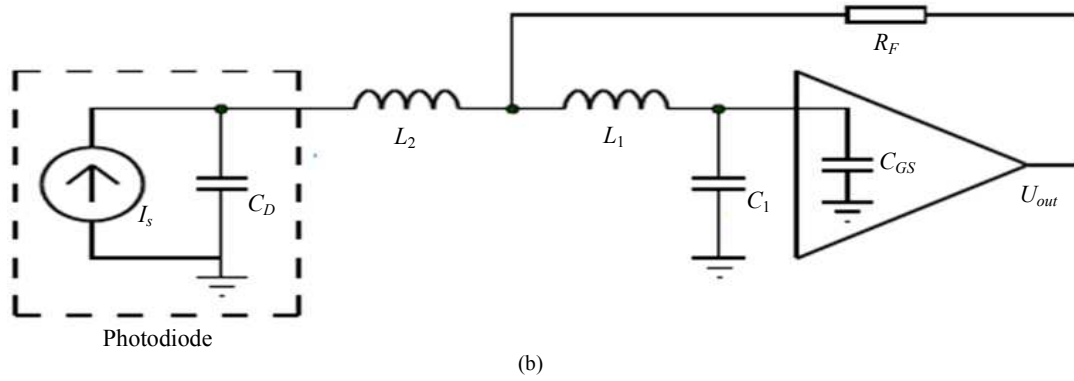 R_F
L_2
L_1
C_GS
C_D
C_1
I_s
U_out
Photodiode
(b)